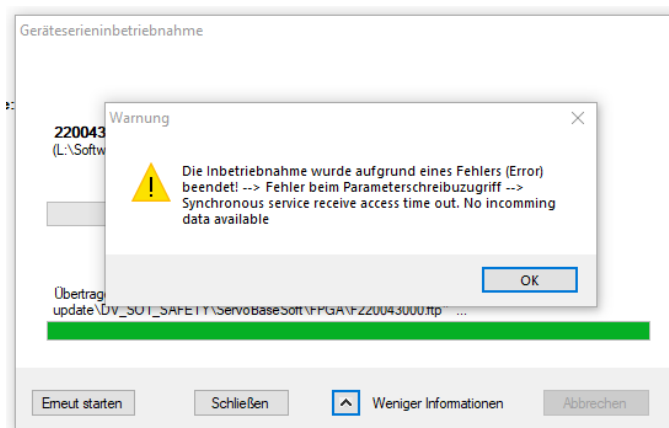 Geräteserieninbetriebnahme
e:
Warnung
220043
(L:\Softw
Die Inbetriebnahme wurde aufgrund eines Fehlers (Error)
beendet! --> Fehler beim Parameterschreibzugriff -->
Synchronous service receive access time out. No incomming
data available
OK
Übertrage
update\DV_SOT_SAFETY\ServoBaseSoft\FPGA\F220043000.ftp" ...
Erneut starten
Schließen
Weniger Informationen
Abbrechen